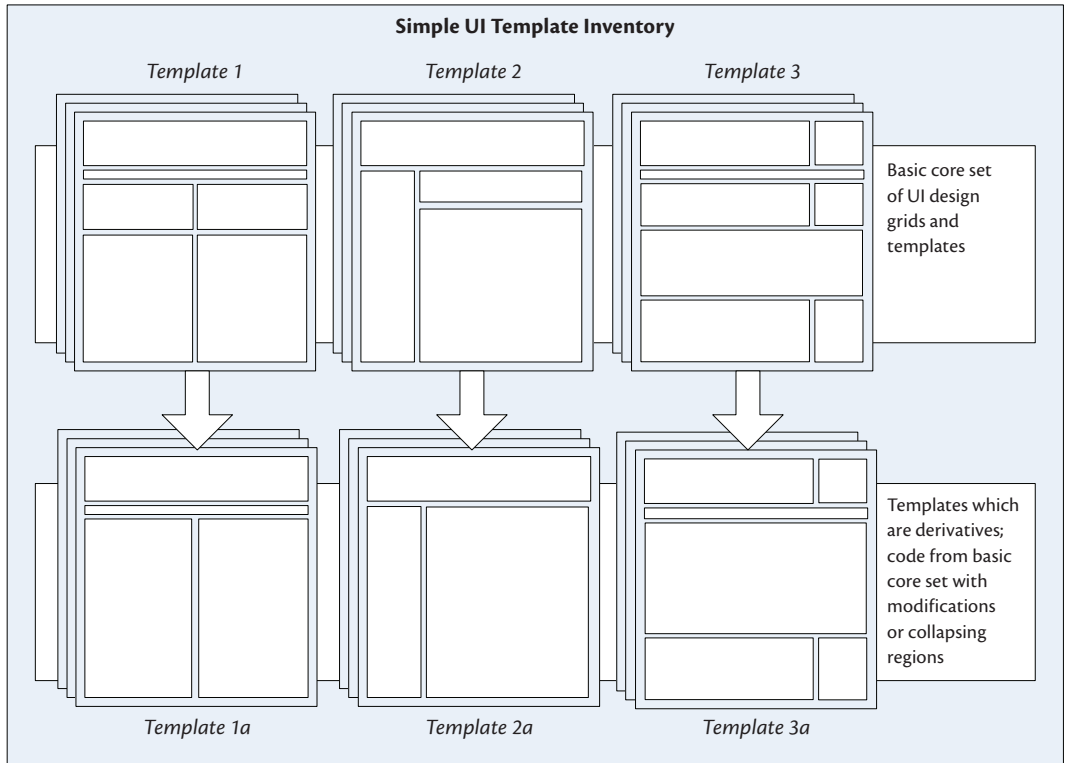 Simple UI Template Inventory
Template 1
Template 2
Template 3
Basic core set
of UI design
grids and
templates
Templates which
are derivatives;
code from basic
core set with
modifications
or collapsing
regions
Template 1a
Template 2a
Template 3a